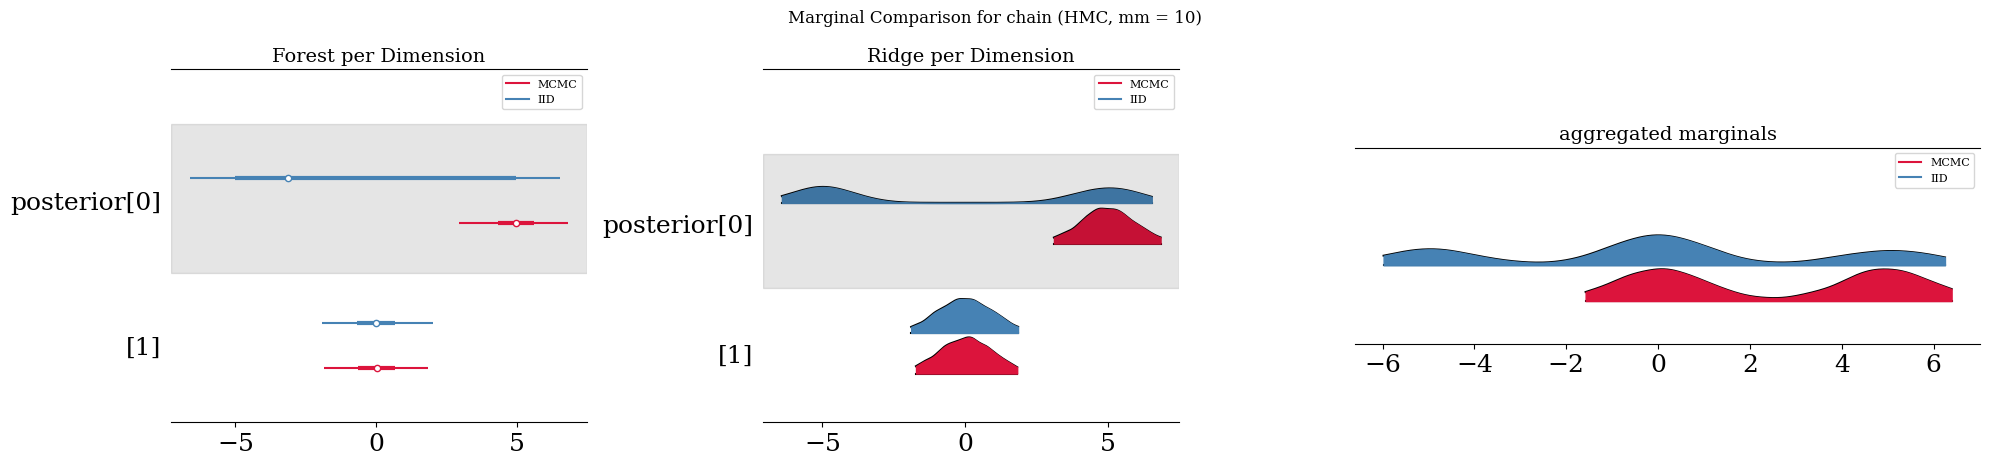 Marginal Comparison for chain (HMC, mm = 10)
Forest per Dimension
MCMC
IID
posterior[0]
[1]
−5 0 5
Ridge per Dimension
MCMC
IID
posterior[0]
[1]
−5 0 5
aggregated marginals
MCMC
IID
−6 −4 −2 0 2 4 6